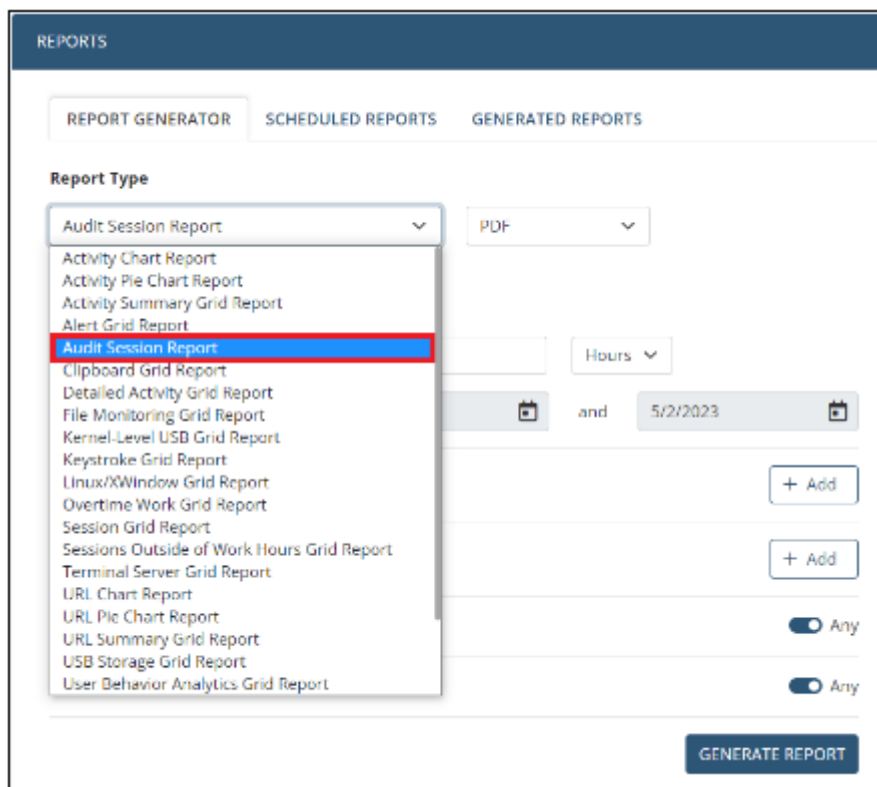 REPORTS
REPORT GENERATOR SCHEDULED REPORTS GENERATED REPORTS
Report Type
Audit Session Report PDF
Activity Chart Report
Activity Pie Chart Report
Activity Summary Grid Report
Alert Grid Report
Audit Session Report
Hours
Clipboard Grid Report
Detailed Activity Grid Report
File Monitoring Grid Report
and 5/2/2023
Kernel-Level USB Grid Report
Keystroke Grid Report
Linux/XWindow Grid Report
+ Add
Overtime Work Grid Report
Session Grid Report
Sessions Outside of Work Hours Grid Report
+ Add
Terminal Server Grid Report
URL Chart Report
URL Pie Chart Report
Any
URL Summary Grid Report
USB Storage Grid Report
User Behavior Analytics Grid Report
Any
GENERATE REPORT